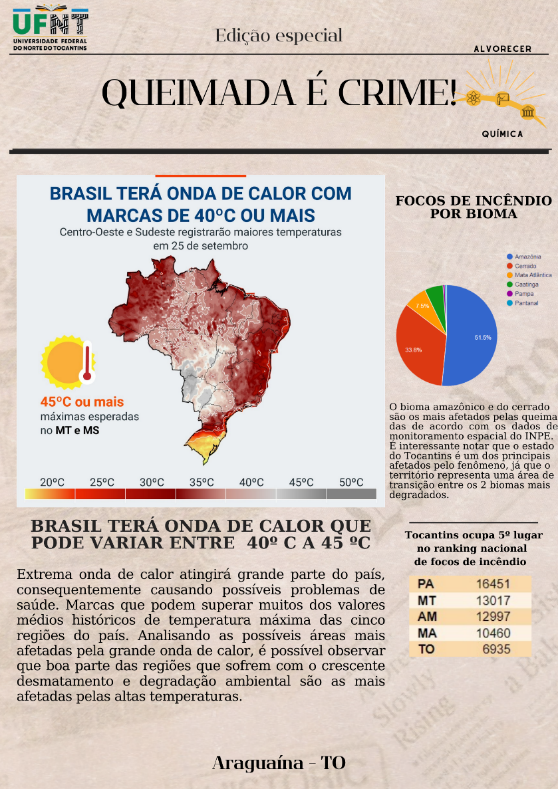 UFNT
UNIVERSIDADE FEDERAL
DO NORTE DO TOCANTINS
Edição especial
ALVORECER
QUEIMADA É CRIME!
QUÍMICA
BRASIL TERÁ ONDA DE CALOR COM
MARCAS DE 40ºC OU MAIS
Centro-Oeste e Sudeste registrarão maiores temperaturas
em 25 de setembro
45ºC ou mais
máximas esperadas
no MT e MS
20ºC 25ºC 30ºC 35ºC 40ºC 45ºC 50ºC
BRASIL TERÁ ONDA DE CALOR QUE
PODE VARIAR ENTRE 40º C A 45 ºC
Extrema onda de calor atingirá grande parte do país,
consequentemente causando possíveis problemas de
saúde. Marcas que podem superar muitos dos valores
médios históricos de temperatura máxima das cinco
regiões do país. Analisando as possíveis áreas mais
afetadas pela grande onda de calor, é possível observar
que boa parte das regiões que sofrem com o crescente
desmatamento e degradação ambiental são as mais
afetadas pelas altas temperaturas.
FOCOS DE INCÊNDIO
POR BIOMA
Amazônia
Cerrado
Mata Atlântica
Caatinga
Pampa
Pantanal
7,5%
51,5%
33,9%
O bioma amazônico e do cerrado
são os mais afetados pelas queima
das de acordo com os dados de
monitoramento espacial do INPE.
É interessante notar que o estado
do Tocantins é um dos principais
afetados pelo fenômeno, já que o
território representa uma área de
transição entre os 2 biomas mais
degradados.
Tocantins ocupa 5º lugar
no ranking nacional
de focos de incêndio
PA 16451
MT 13017
AM 12997
MA 10460
TO 6935
Slowly
Rising
Araguaína - TO